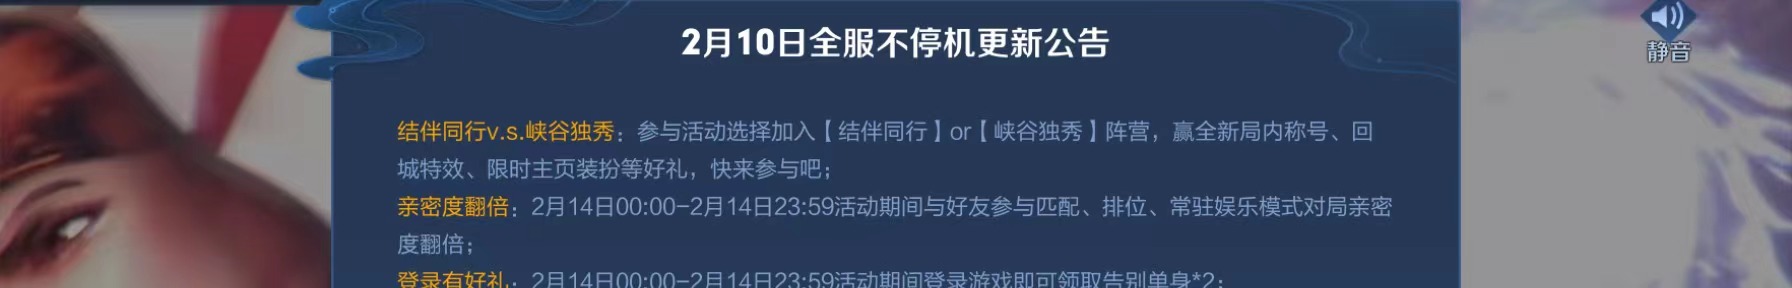 2月10日全服不停机更新公告
静音
结伴同行v.s.峡谷独秀：参与活动选择加入【结伴同行】or【峡谷独秀】阵营，赢全新局内称号、回
城特效、限时主页装扮等好礼，快来参与吧；
亲密度翻倍：2月14日00:00-2月14日23:59活动期间与好友参与匹配、排位、常驻娱乐模式对局亲密
度翻倍；
登录有好礼：2月14日00:00-2月14日23:59活动期间登录游戏即可领取告别单身*2；